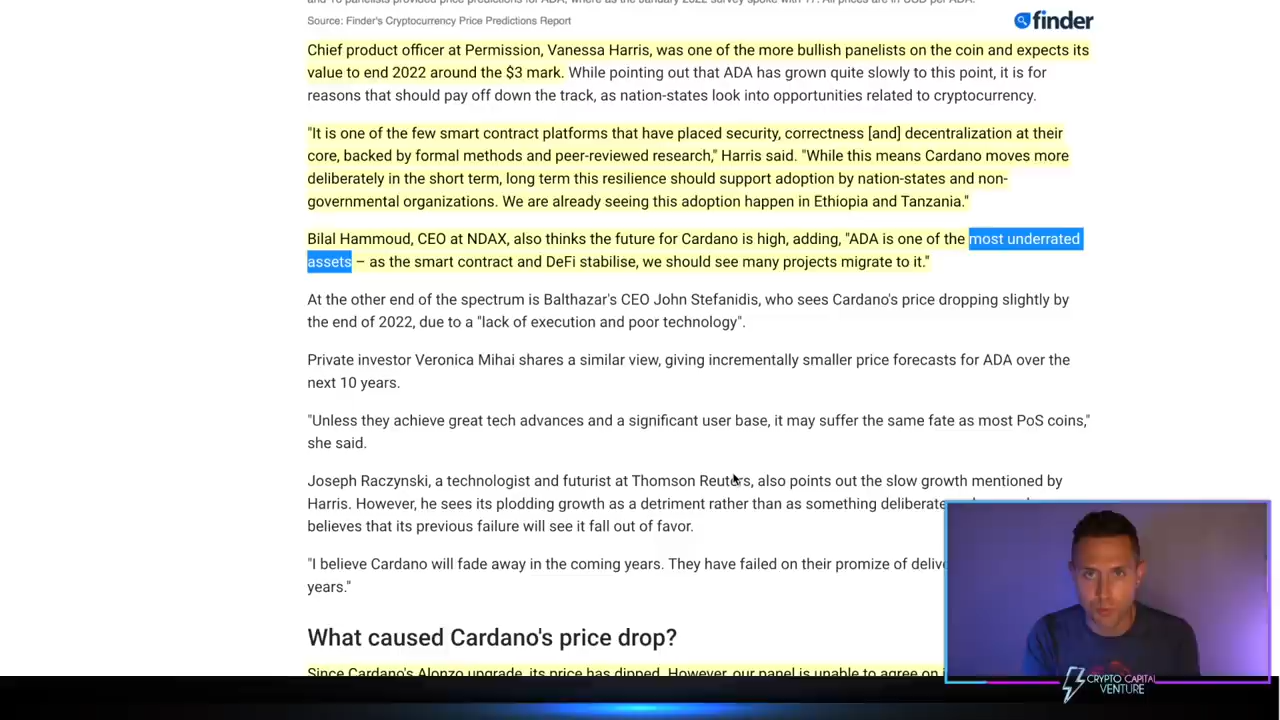 Source: Finder's Cryptocurrency Price Predictions Report
finder
Chief product officer at Permission, Vanessa Harris, was one of the more bullish panelists on the coin and expects its
value to end 2022 around the $3 mark. While pointing out that ADA has grown quite slowly to this point, it is for
reasons that should pay off down the track, as nation-states look into opportunities related to cryptocurrency.
"It is one of the few smart contract platforms that have placed security, correctness [and] decentralization at their
core, backed by formal methods and peer-reviewed research," Harris said. "While this means Cardano moves more
deliberately in the short term, long term this resilience should support adoption by nation-states and non-
governmental organizations. We are already seeing this adoption happen in Ethiopia and Tanzania."
Bilal Hammoud, CEO at NDAX, also thinks the future for Cardano is high, adding, "ADA is one of the most underrated
assets – as the smart contract and DeFi stabilise, we should see many projects migrate to it."
At the other end of the spectrum is Balthazar's CEO John Stefanidis, who sees Cardano's price dropping slightly by
the end of 2022, due to a "lack of execution and poor technology".
Private investor Veronica Mihai shares a similar view, giving incrementally smaller price forecasts for ADA over the
next 10 years.
"Unless they achieve great tech advances and a significant user base, it may suffer the same fate as most PoS coins,"
she said.
Joseph Raczynski, a technologist and futurist at Thomson Reuters, also points out the slow growth mentioned by
Harris. However, he sees its plodding growth as a detriment rather than as something deliberate
believes that its previous failure will see it fall out of favor.
"I believe Cardano will fade away in the coming years. They have failed on their promize of
years."
What caused Cardano's price drop?
Since Cardano's Alonzo upgrade, its price has dipped. However, our panel is unable to agree on
CRYPTO CAPITAL
VENTURE